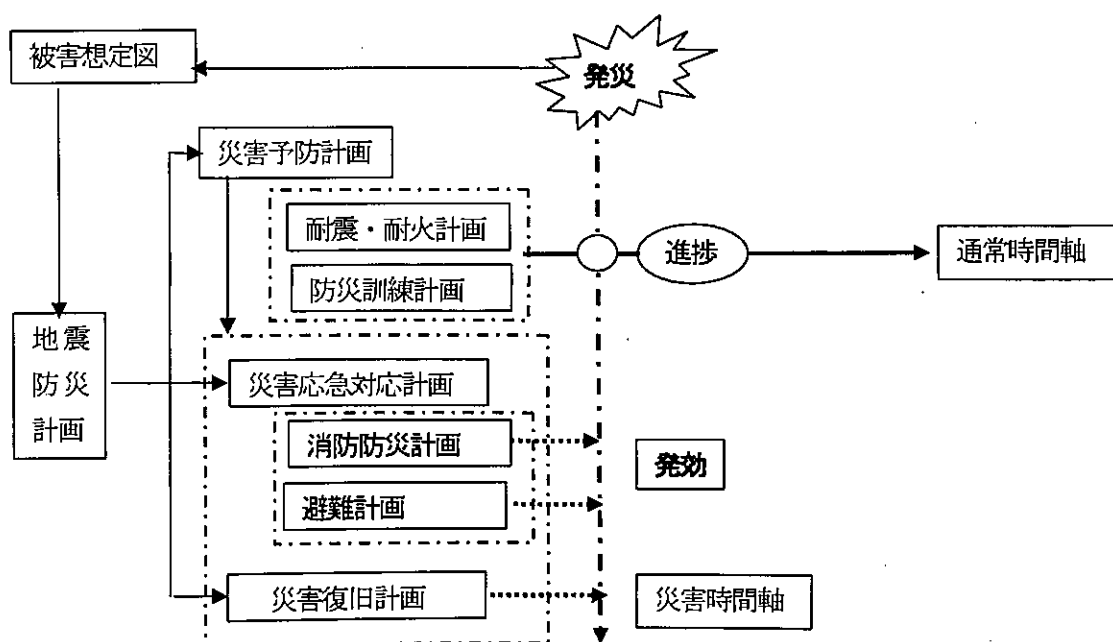 被害想定図
発災
災害予防計画
耐震・耐火計画
進捗
通常時間軸
防災訓練計画
地震
防災
計画
災害応急対応計画
消防防災計画
発効
避難計画
災害復旧計画
災害時間軸